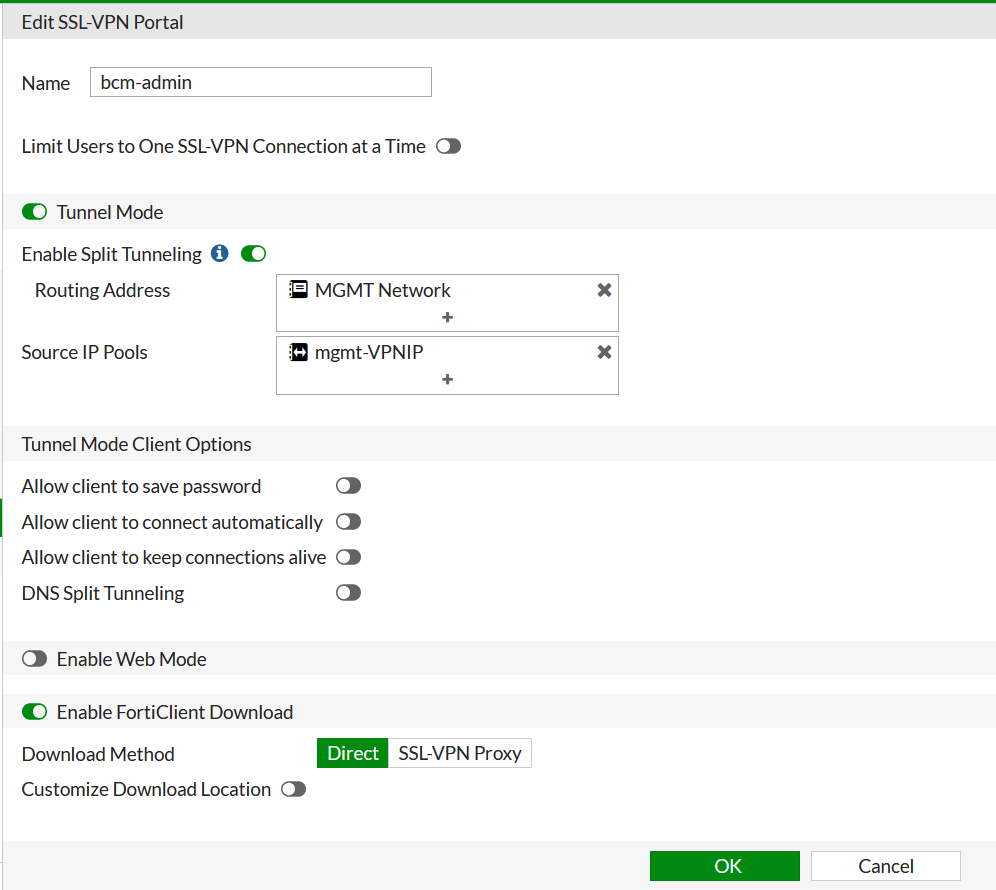 Edit SSL-VPN Portal
Name bcm-admin
Limit Users to One SSL-VPN Connection at a Time
Tunnel Mode
Enable Split Tunneling
Routing Address MGMT Network
+
Source IP Pools mgmt-VPNIP
+
Tunnel Mode Client Options
Allow client to save password
Allow client to connect automatically
Allow client to keep connections alive
DNS Split Tunneling
Enable Web Mode
Enable FortiClient Download
Download Method Direct SSL-VPN Proxy
Customize Download Location
OK Cancel